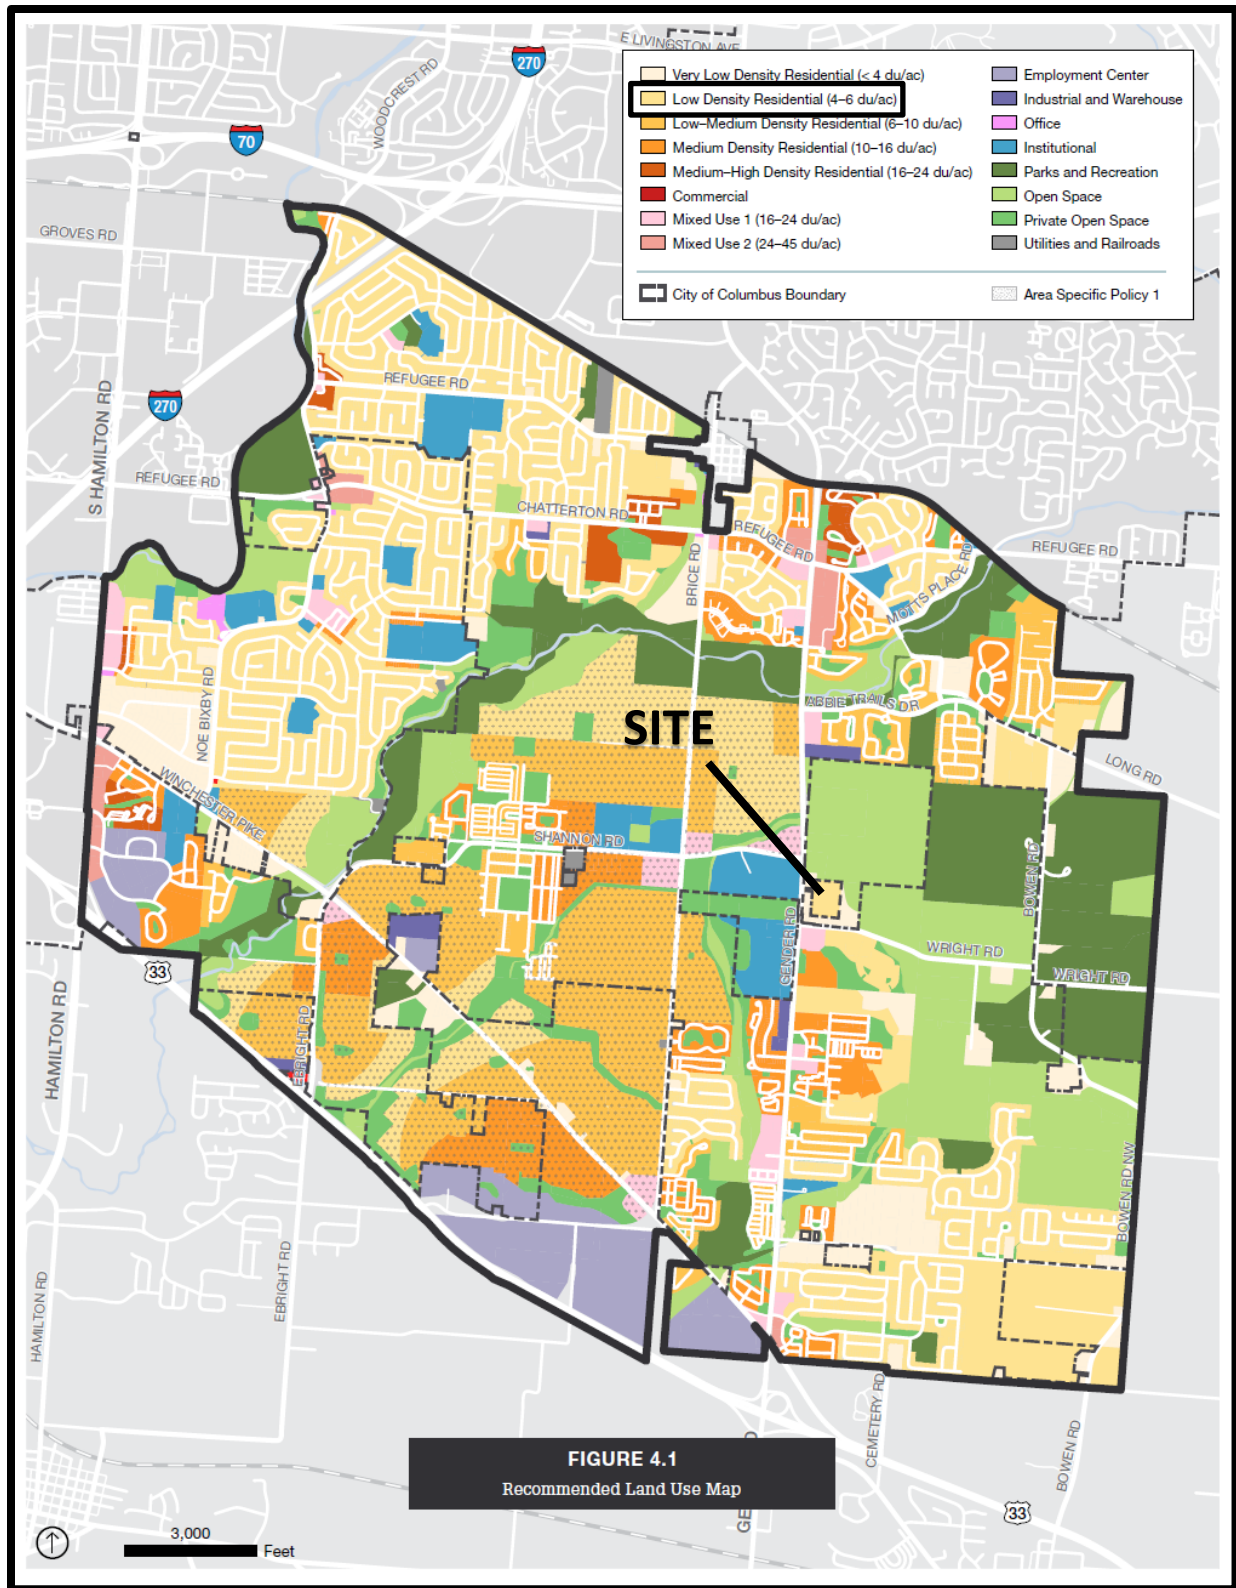 E LIVINGSTON AVE
270
WOODCREST RD
70
Very Low Density Residential (< 4 du/ac)
Low Density Residential (4–6 du/ac)
Low–Medium Density Residential (6–10 du/ac)
Medium Density Residential (10–16 du/ac)
Medium–High Density Residential (16–24 du/ac)
Commercial
Mixed Use 1 (16–24 du/ac)
Mixed Use 2 (24–45 du/ac)
Employment Center
Industrial and Warehouse
Office
Institutional
Parks and Recreation
Open Space
Private Open Space
Utilities and Railroads
City of Columbus Boundary
Area Specific Policy 1
GROVES RD
REFUGEE RD
S HAMILTON RD
270
REFUGEE RD
CHATTERTON RD
REFUGEE RD
REFUGEE RD
BRICE RD
MOTTS PLACE RD
NOE BIXBY RD
ABBIE TRAILS DR
SITE
LONG RD
WINCHESTER PIKE
SHANNON RD
BOWEN RD
GENDER RD
WRIGHT RD
WRIGHT RD
33
HAMILTON RD
EBRIGHT RD
BOWEN RD NW
EBRIGHT RD
HAMILTON RD
CEMETERY RD
BOWEN RD
FIGURE 4.1
Recommended Land Use Map
GE
D
33
3,000
Feet